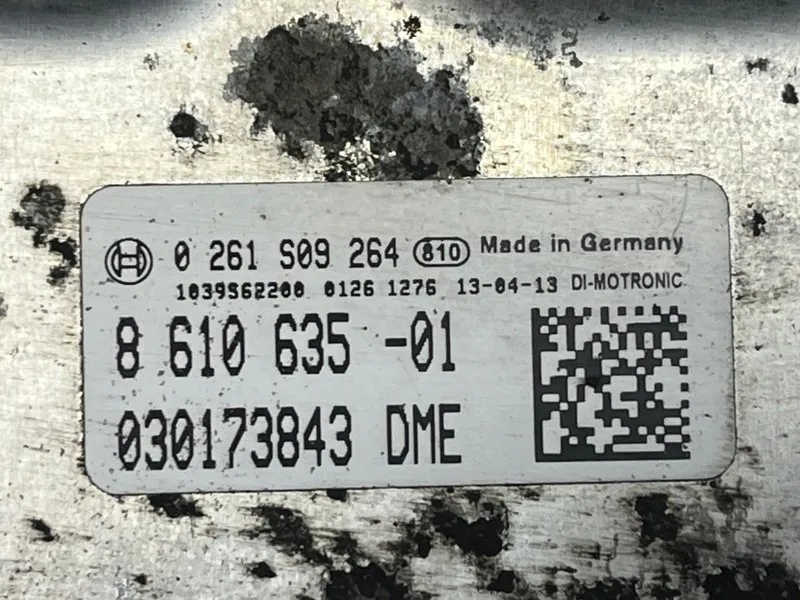 0 261 S09 264 810 Made in Germany
1039S62200 0126 1276 13-04-13 DI-MOTRONIC
8 610 635 -01
030173843 DME